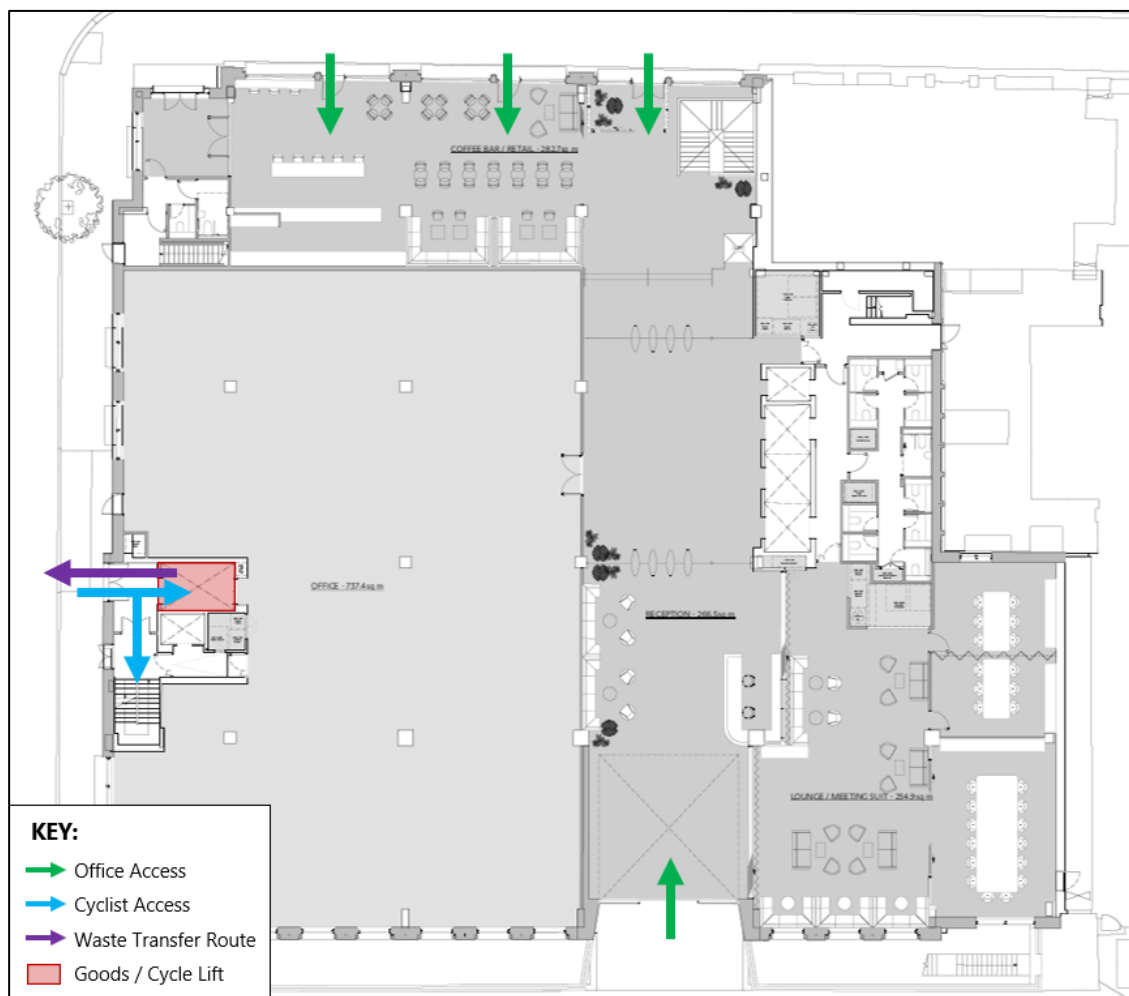 COFFEE BAR / RETAIL - 282.7sq m
OFFICE - 737.4sq m
RECEPTION - 266.5sq m
LOUNGE / MEETING SUIT - 254.9sq m
KEY:
Office Access
Cyclist Access
Waste Transfer Route
Goods / Cycle Lift